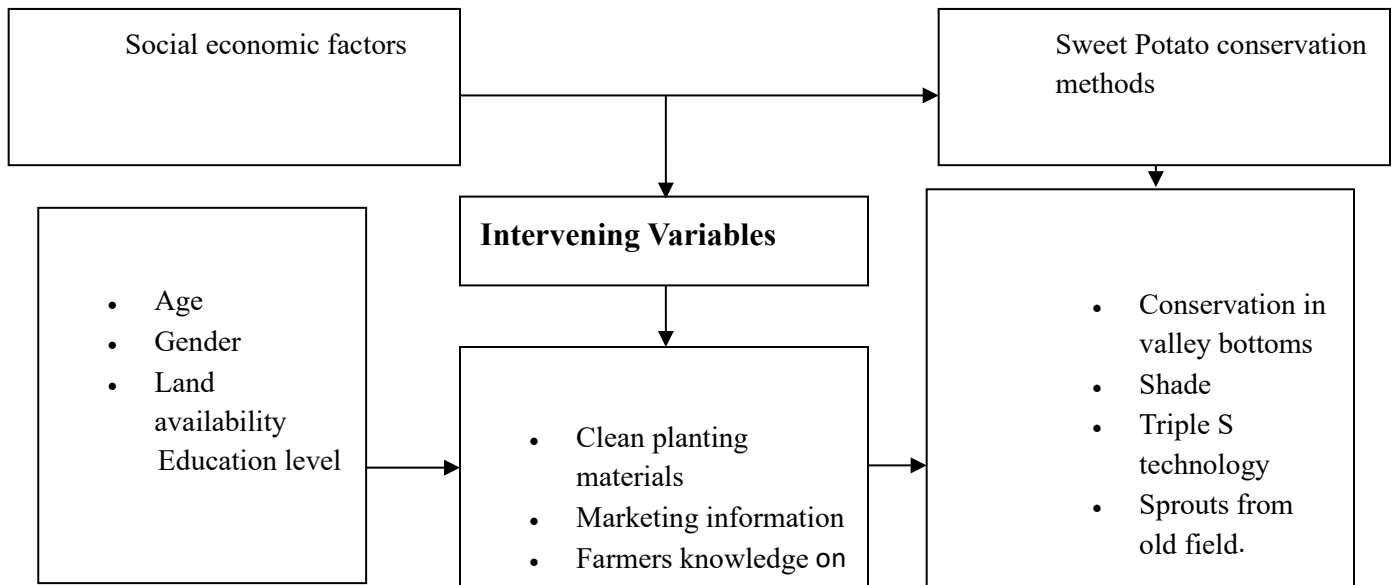 Social economic factors
Sweet Potato conservation
methods
Intervening Variables
• Age
• Gender
• Land
availability
Education level
• Clean planting
materials
• Marketing information
• Farmers knowledge on
• Conservation in
valley bottoms
• Shade
• Triple S
technology
• Sprouts from
old field.